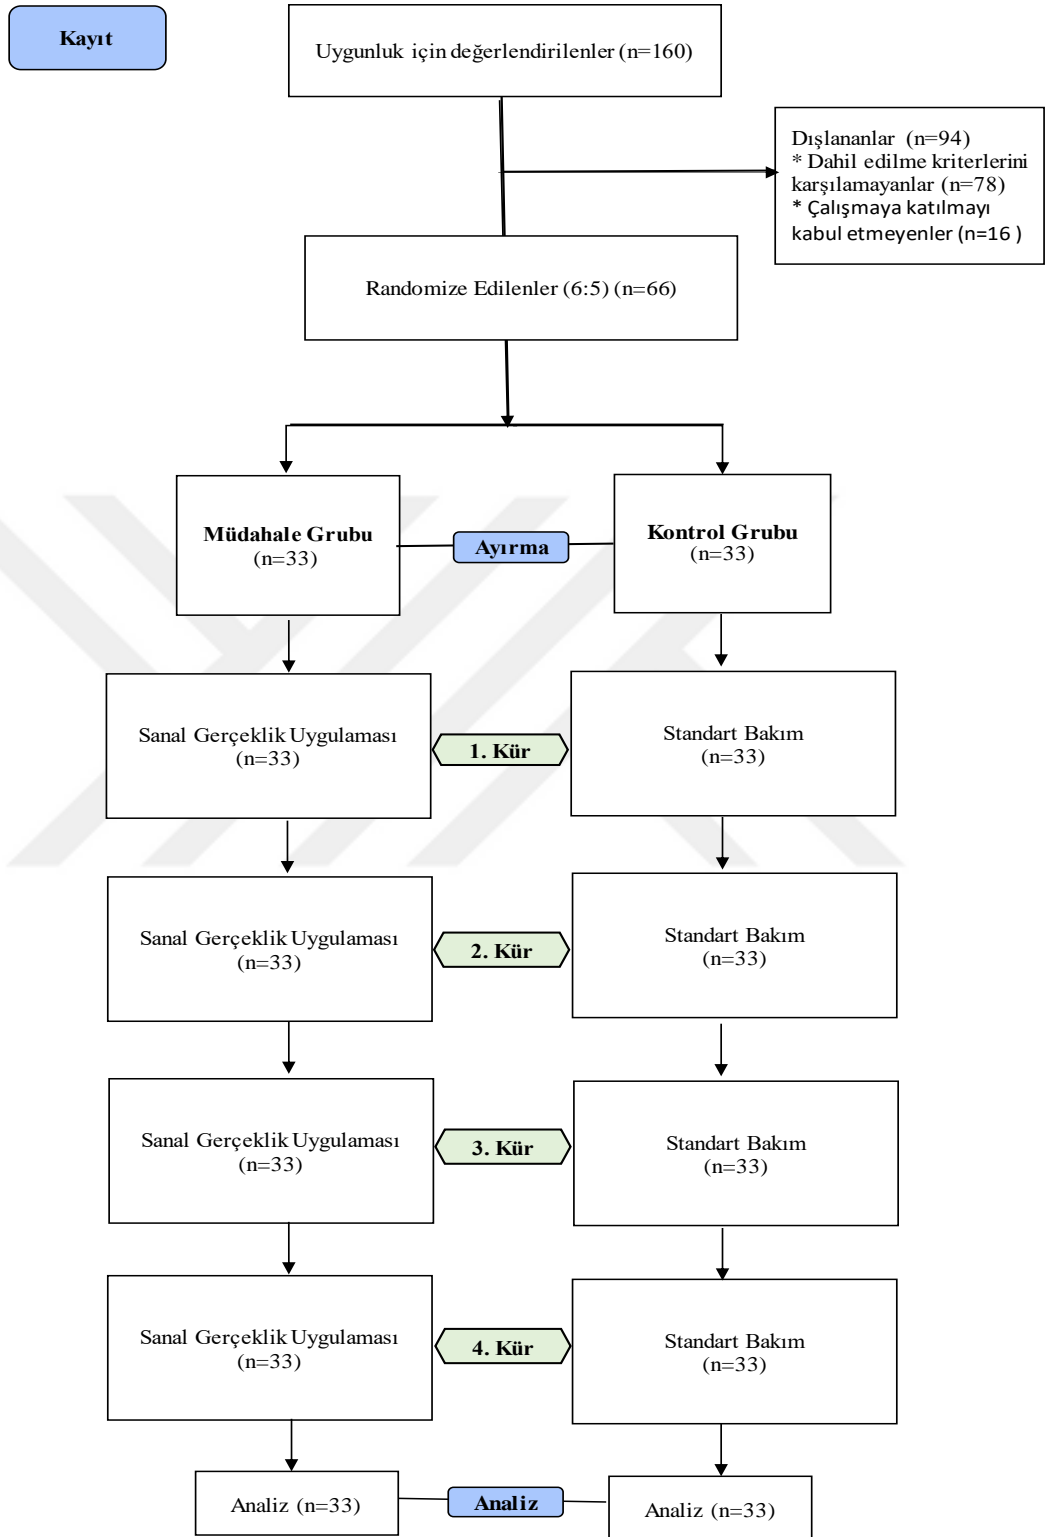 Kayıt
Uygunluk için değerlendirilenler (n=160)
Dışlananlar (n=94)
* Dahil edilme kriterlerini
karşılamayanlar (n=78)
* Çalışmaya katılmayı
kabul etmeyenler (n=16 )
Randomize Edilenler (6:5) (n=66)
Müdahale Grubu
(n=33)
Ayırma
Kontrol Grubu
(n=33)
Sanal Gerçeklik Uygulaması
(n=33)
1. Kür
Standart Bakım
(n=33)
Sanal Gerçeklik Uygulaması
(n=33)
2. Kür
Standart Bakım
(n=33)
Sanal Gerçeklik Uygulaması
(n=33)
3. Kür
Standart Bakım
(n=33)
Sanal Gerçeklik Uygulaması
(n=33)
4. Kür
Standart Bakım
(n=33)
Analiz (n=33)
Analiz
Analiz (n=33)